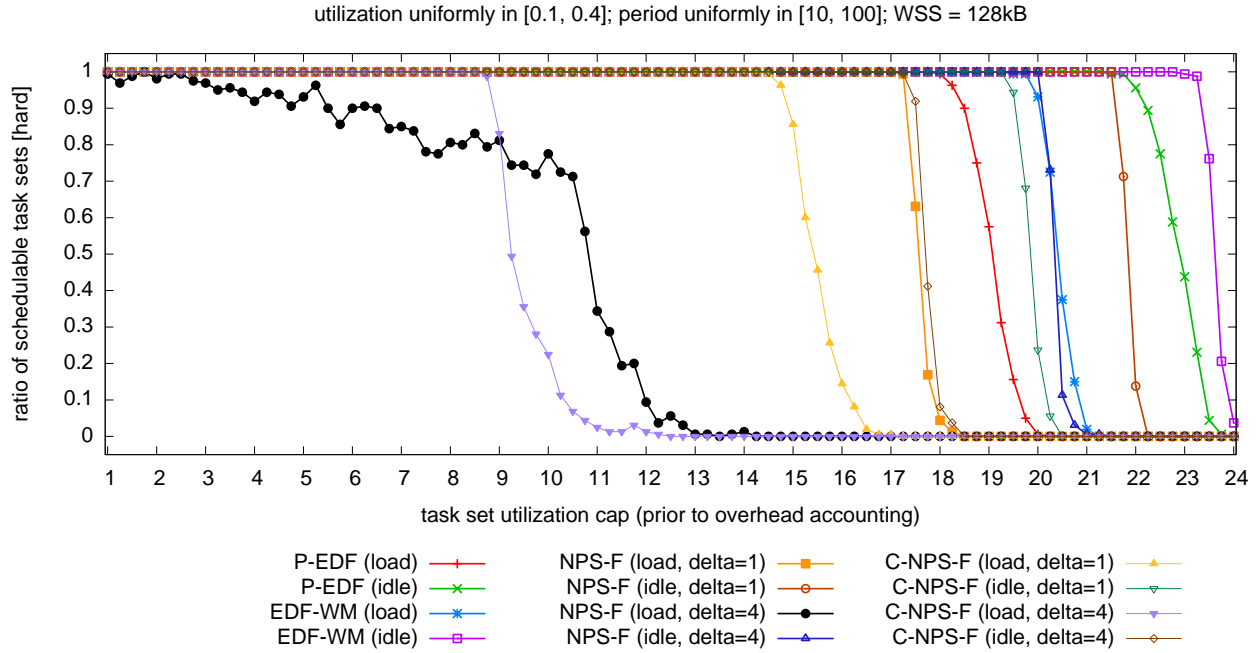 utilization uniformly in [0.1, 0.4]; period uniformly in [10, 100]; WSS = 128kB
ratio of schedulable task sets [hard]
1
0.9
0.8
0.7
0.6
0.5
0.4
0.3
0.2
0.1
0
1 2 3 4 5 6 7 8 9 10 11 12 13 14 15 16 17 18 19 20 21 22 23 24
task set utilization cap (prior to overhead accounting)
P-EDF (load) NPS-F (load, delta=1) C-NPS-F (load, delta=1)
P-EDF (idle) NPS-F (idle, delta=1) C-NPS-F (idle, delta=1)
EDF-WM (load) NPS-F (load, delta=4) C-NPS-F (load, delta=4)
EDF-WM (idle) NPS-F (idle, delta=4) C-NPS-F (idle, delta=4)